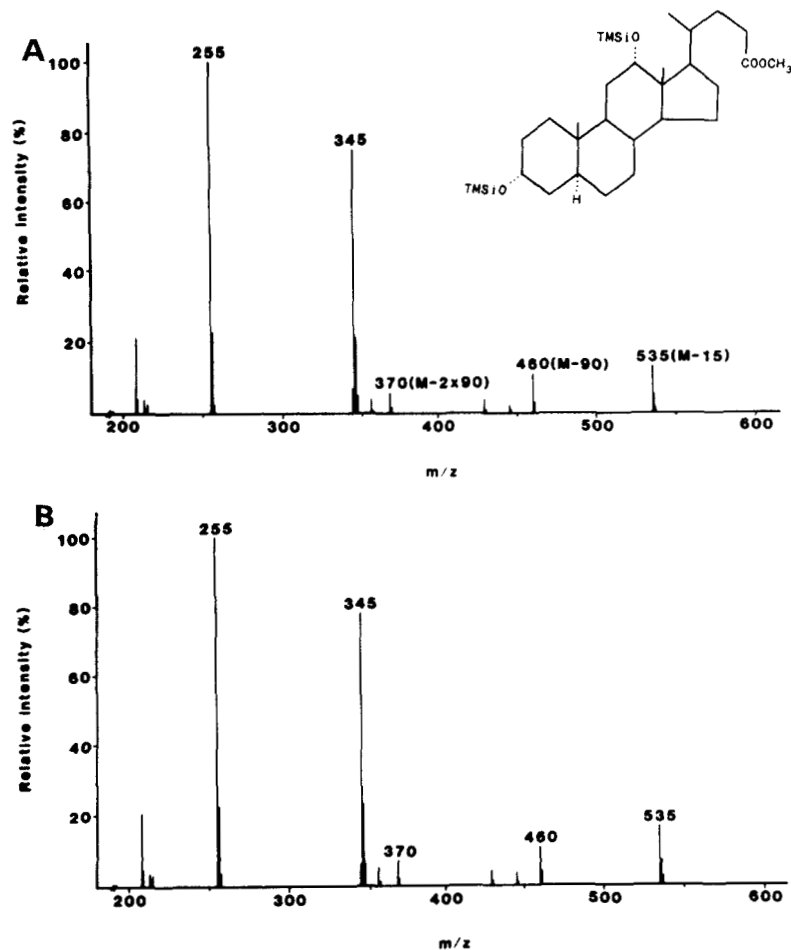 A
Relative Intensity (%)
100
80
60
40
20
255
345
370(M-2x90)
460(M-90)
535(M-15)
200
300
400
500
600
m/z
TMSiO
COOCH3
TMSiO
H
B
Relative Intensity (%)
100
80
60
40
20
255
345
370
460
535
200
300
400
500
600
m/z